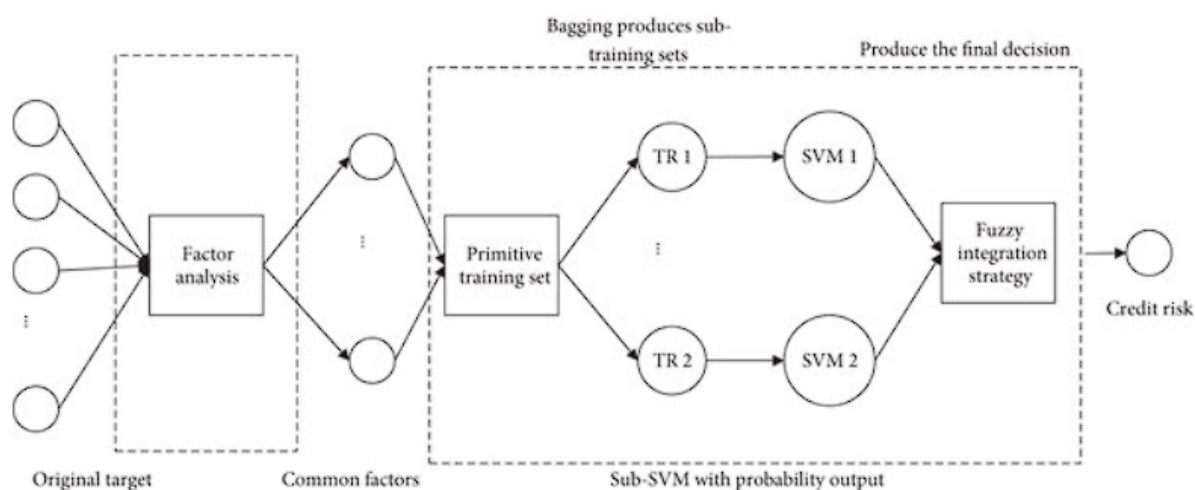 Bagging produces sub-
training sets
Produce the final decision
TR 1
SVM 1
Factor
analysis
...
Primitive
training set
...
Fuzzy
integration
strategy
...
Credit risk
TR 2
SVM 2
Original target
Common factors
Sub-SVM with probability output